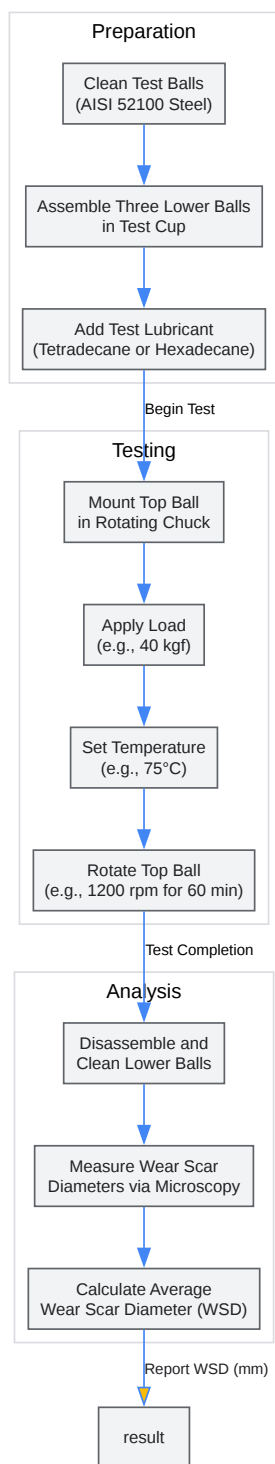 Preparation
Clean Test Balls
(AISI 52100 Steel)
Assemble Three Lower Balls
in Test Cup
Add Test Lubricant
(Tetradecane or Hexadecane)
Begin Test
Testing
Mount Top Ball
in Rotating Chuck
Apply Load
(e.g., 40 kgf)
Set Temperature
(e.g., 75°C)
Rotate Top Ball
(e.g., 1200 rpm for 60 min)
Test Completion
Analysis
Disassemble and
Clean Lower Balls
Measure Wear Scar
Diameters via Microscopy
Calculate Average
Wear Scar Diameter (WSD)
Report WSD (mm)
result